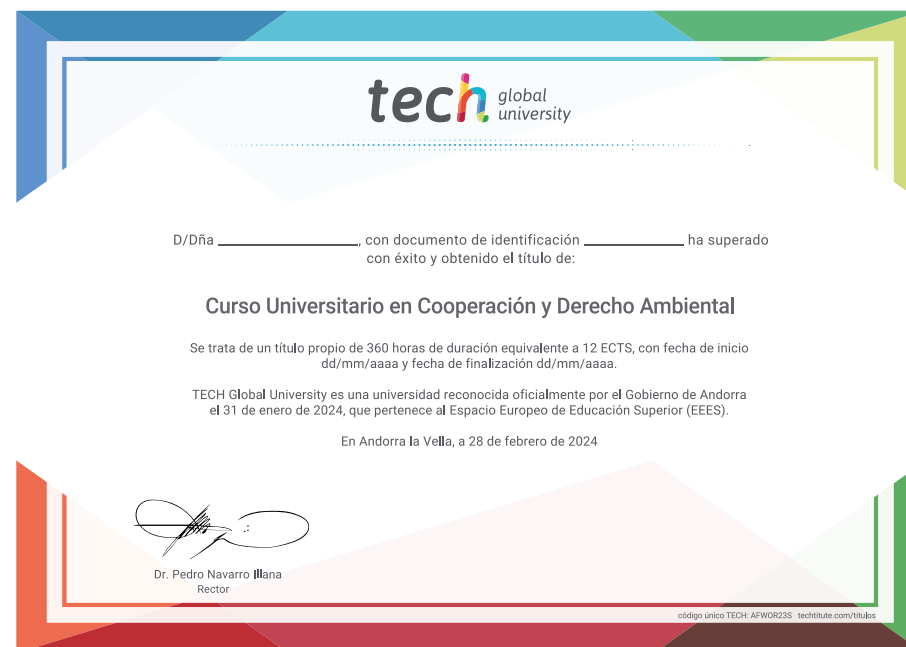 tech global university
D/Dña ____________________, con documento de identificación ______________ ha superado
con éxito y obtenido el título de:
Curso Universitario en Cooperación y Derecho Ambiental
Se trata de un título propio de 360 horas de duración equivalente a 12 ECTS, con fecha de inicio
dd/mm/aaaa y fecha de finalización dd/mm/aaaa.
TECH Global University es una universidad reconocida oficialmente por el Gobierno de Andorra
el 31 de enero de 2024, que pertenece al Espacio Europeo de Educación Superior (EEES).
En Andorra la Vella, a 28 de febrero de 2024
Dr. Pedro Navarro Illana
Rector
código único TECH: AFWOR23S techtitute.com/titulos